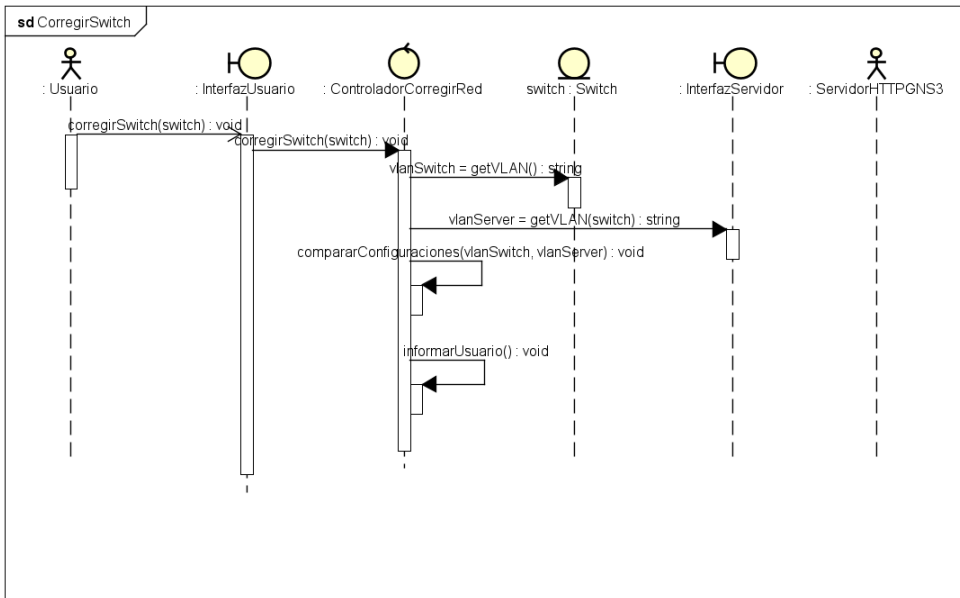 sd CorregirSwitch
: Usuario
: InterfazUsuario
: ControladorCorregirRed
switch : Switch
: InterfazServidor
: ServidorHTTPGNS3
corregirSwitch(switch) : void
corregirSwitch(switch) : void
vlanSwitch = getVLAN() : string
vlanServer = getVLAN(switch) : string
compararConfiguraciones(vlanSwitch, vlanServer) : void
informarUsuario() : void